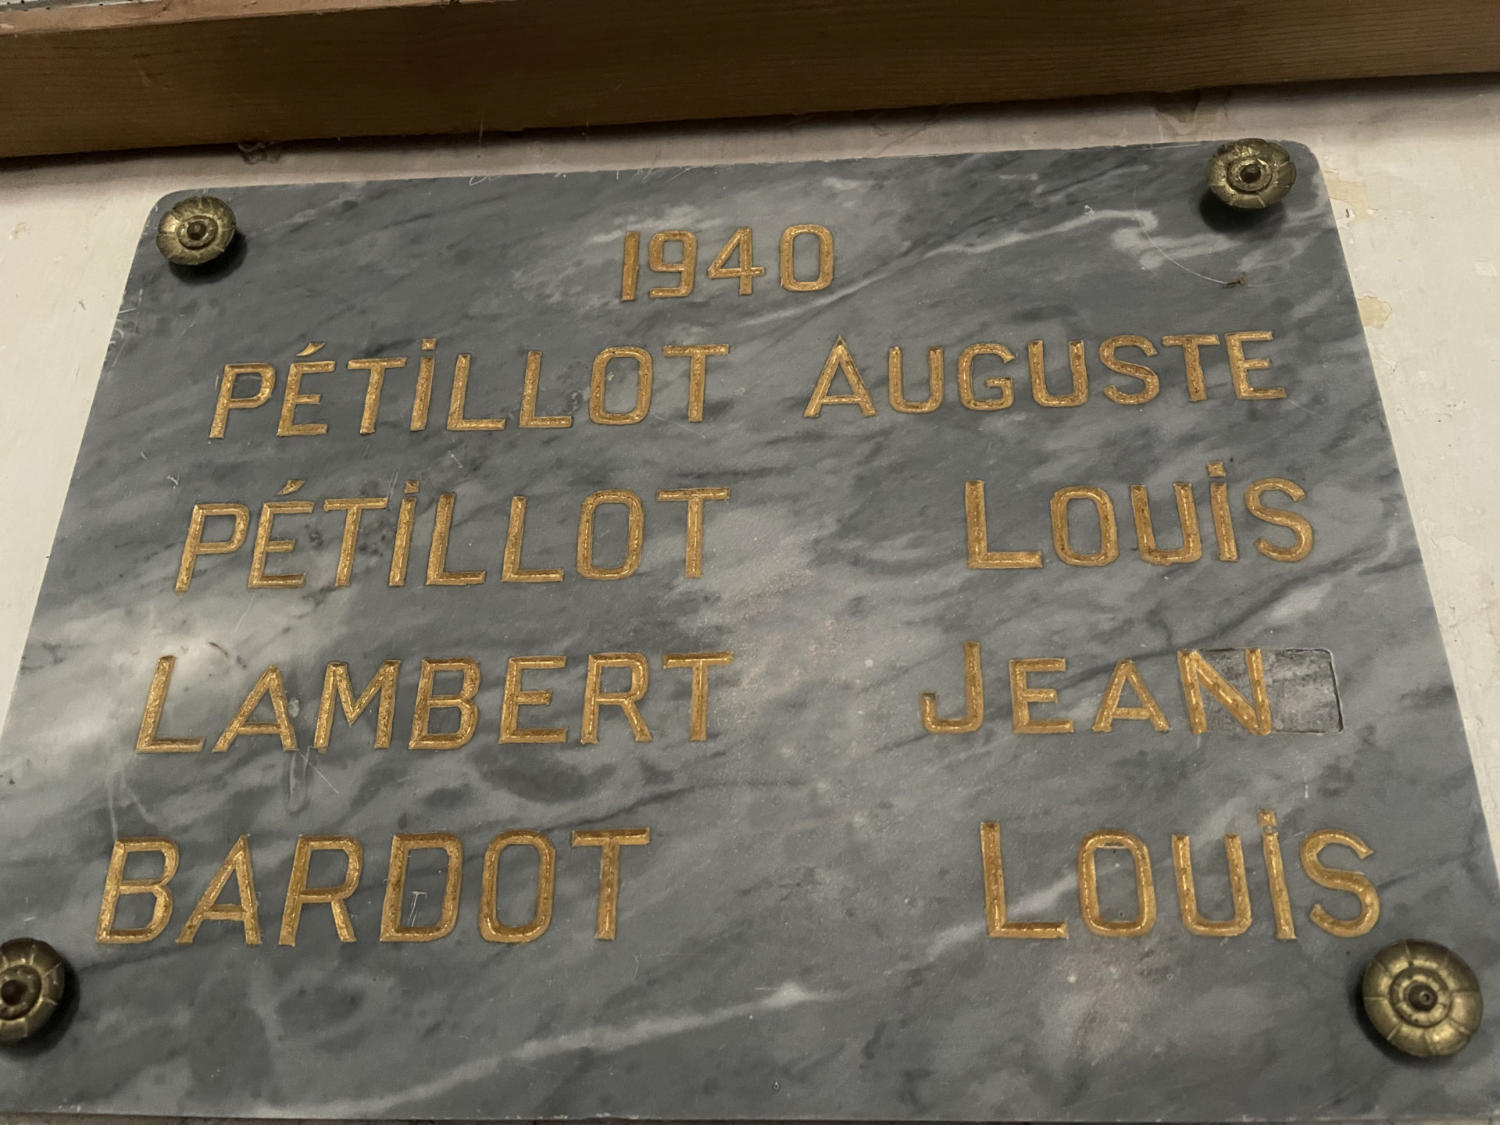 1940
PÉTILLOT AUGUSTE
PÉTILLOT LOUIS
LAMBERT JEAN
BARDOT LOUIS